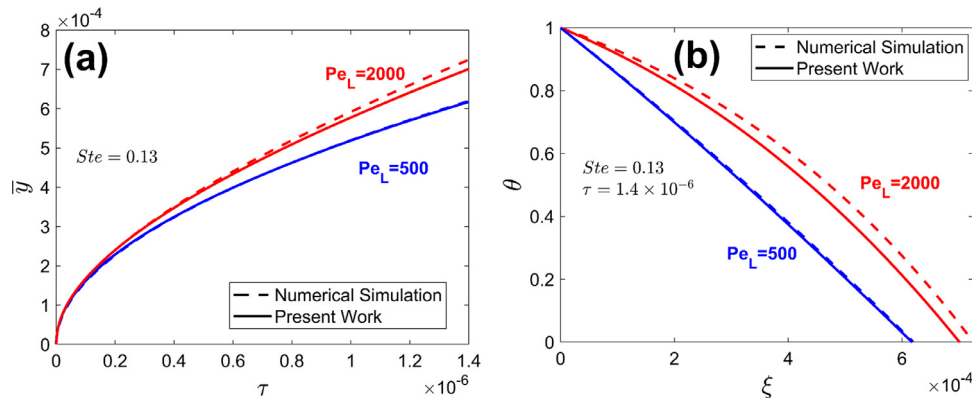 ×10⁻⁴
8
7
6
5
4
3
2
1
0
(a)
Pe_L=2000
Ste = 0.13
Pe_L=500
Numerical Simulation
Present Work
ȳ
0 0.2 0.4 0.6 0.8 1 1.2 1.4
τ
×10⁻⁶
1
0.8
0.6
0.4
0.2
0
(b)
Numerical Simulation
Present Work
Ste = 0.13
τ = 1.4 × 10⁻⁶
Pe_L=2000
Pe_L=500
θ
0 2 4 6
ξ
×10⁻⁴